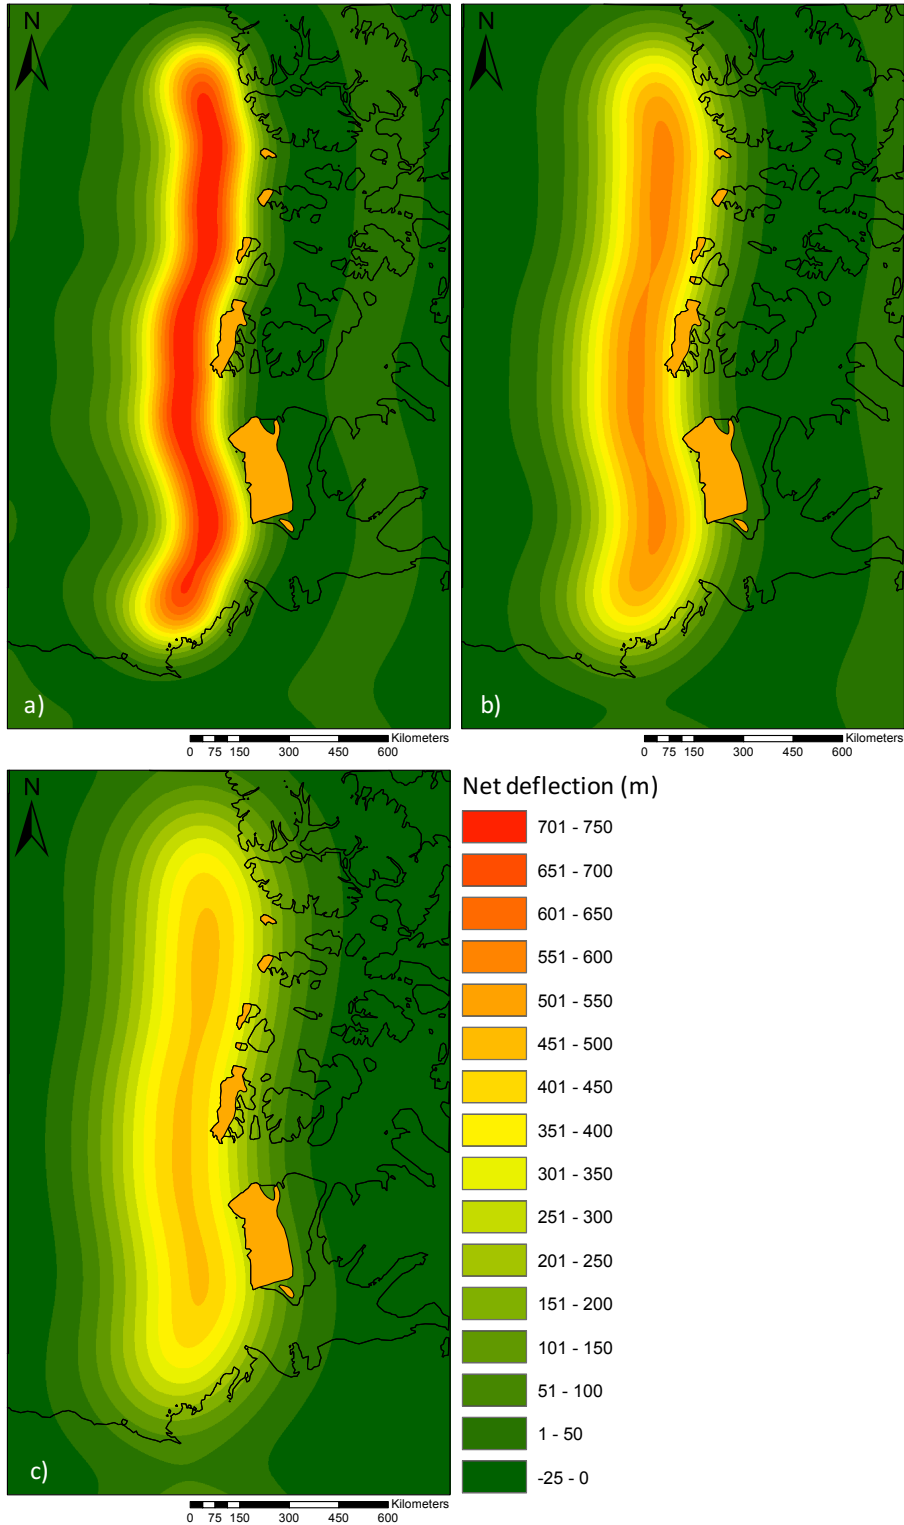 N
N
a)
b)
Kilometers
0 75 150 300 450 600
Kilometers
0 75 150 300 450 600
N
Net deflection (m)
701 - 750
651 - 700
601 - 650
551 - 600
501 - 550
451 - 500
401 - 450
351 - 400
301 - 350
251 - 300
201 - 250
151 - 200
101 - 150
51 - 100
1 - 50
-25 - 0
c)
Kilometers
0 75 150 300 450 600